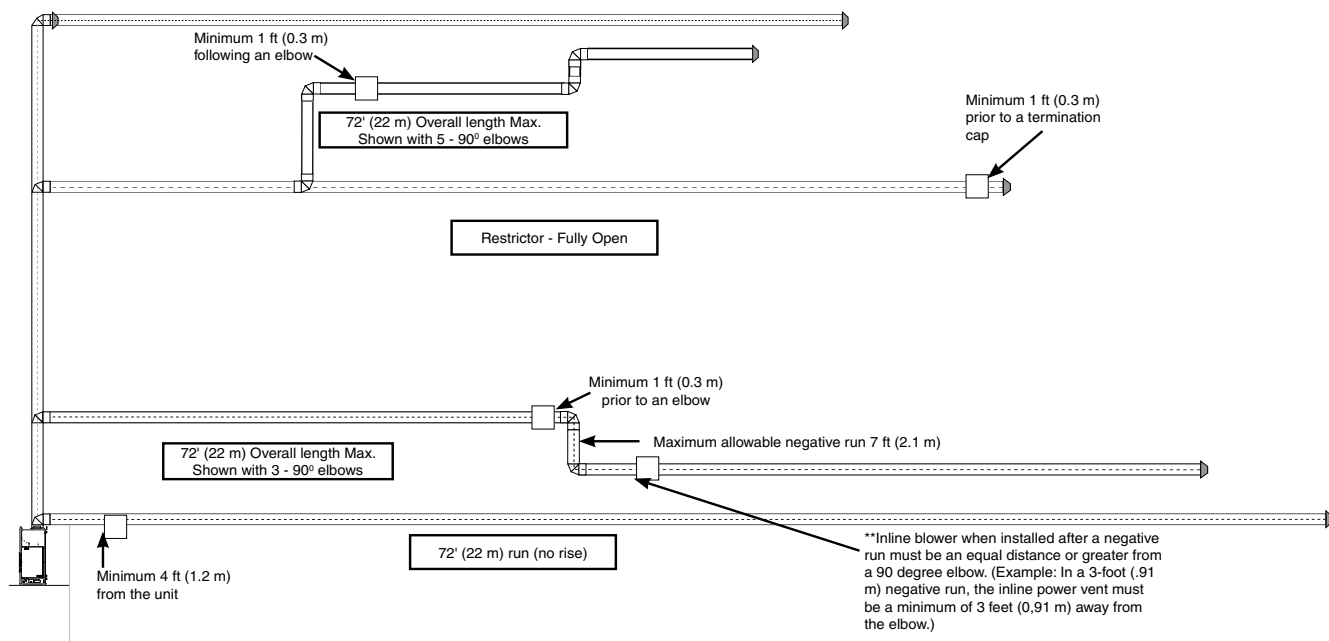 Minimum 1 ft (0.3 m)
following an elbow
72' (22 m) Overall length Max.
Shown with 5 - 90⁰ elbows
Minimum 1 ft (0.3 m)
prior to a termination
cap
Restrictor - Fully Open
Minimum 1 ft (0.3 m)
prior to an elbow
Maximum allowable negative run 7 ft (2.1 m)
72' (22 m) Overall length Max.
Shown with 3 - 90⁰ elbows
72' (22 m) run (no rise)
Minimum 4 ft (1.2 m)
from the unit
**Inline blower when installed after a negative
run must be an equal distance or greater from
a 90 degree elbow. (Example: In a 3-foot (.91
m) negative run, the inline power vent must
be a minimum of 3 feet (0,91 m) away from
the elbow.)